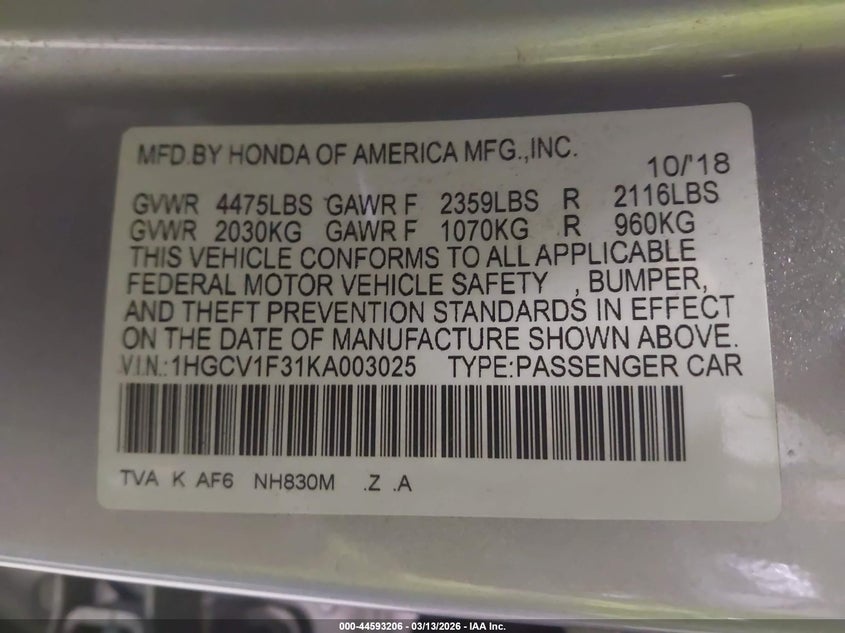 MFD.BY HONDA OF AMERICA MFG.,INC.
10/'18
GVWR 4475LBS GAWR F 2359LBS R 2116LBS
GVWR 2030KG GAWR F 1070KG R 960KG
THIS VEHICLE CONFORMS TO ALL APPLICABLE
FEDERAL MOTOR VEHICLE SAFETY , BUMPER,
AND THEFT PREVENTION STANDARDS IN EFFECT
ON THE DATE OF MANUFACTURE SHOWN ABOVE.
V.I.N.:1HGCV1F31KA003025 TYPE:PASSENGER CAR
TVA K AF6 NH830M .Z .A
000-44593206 - 03/13/2026 - IAA Inc.